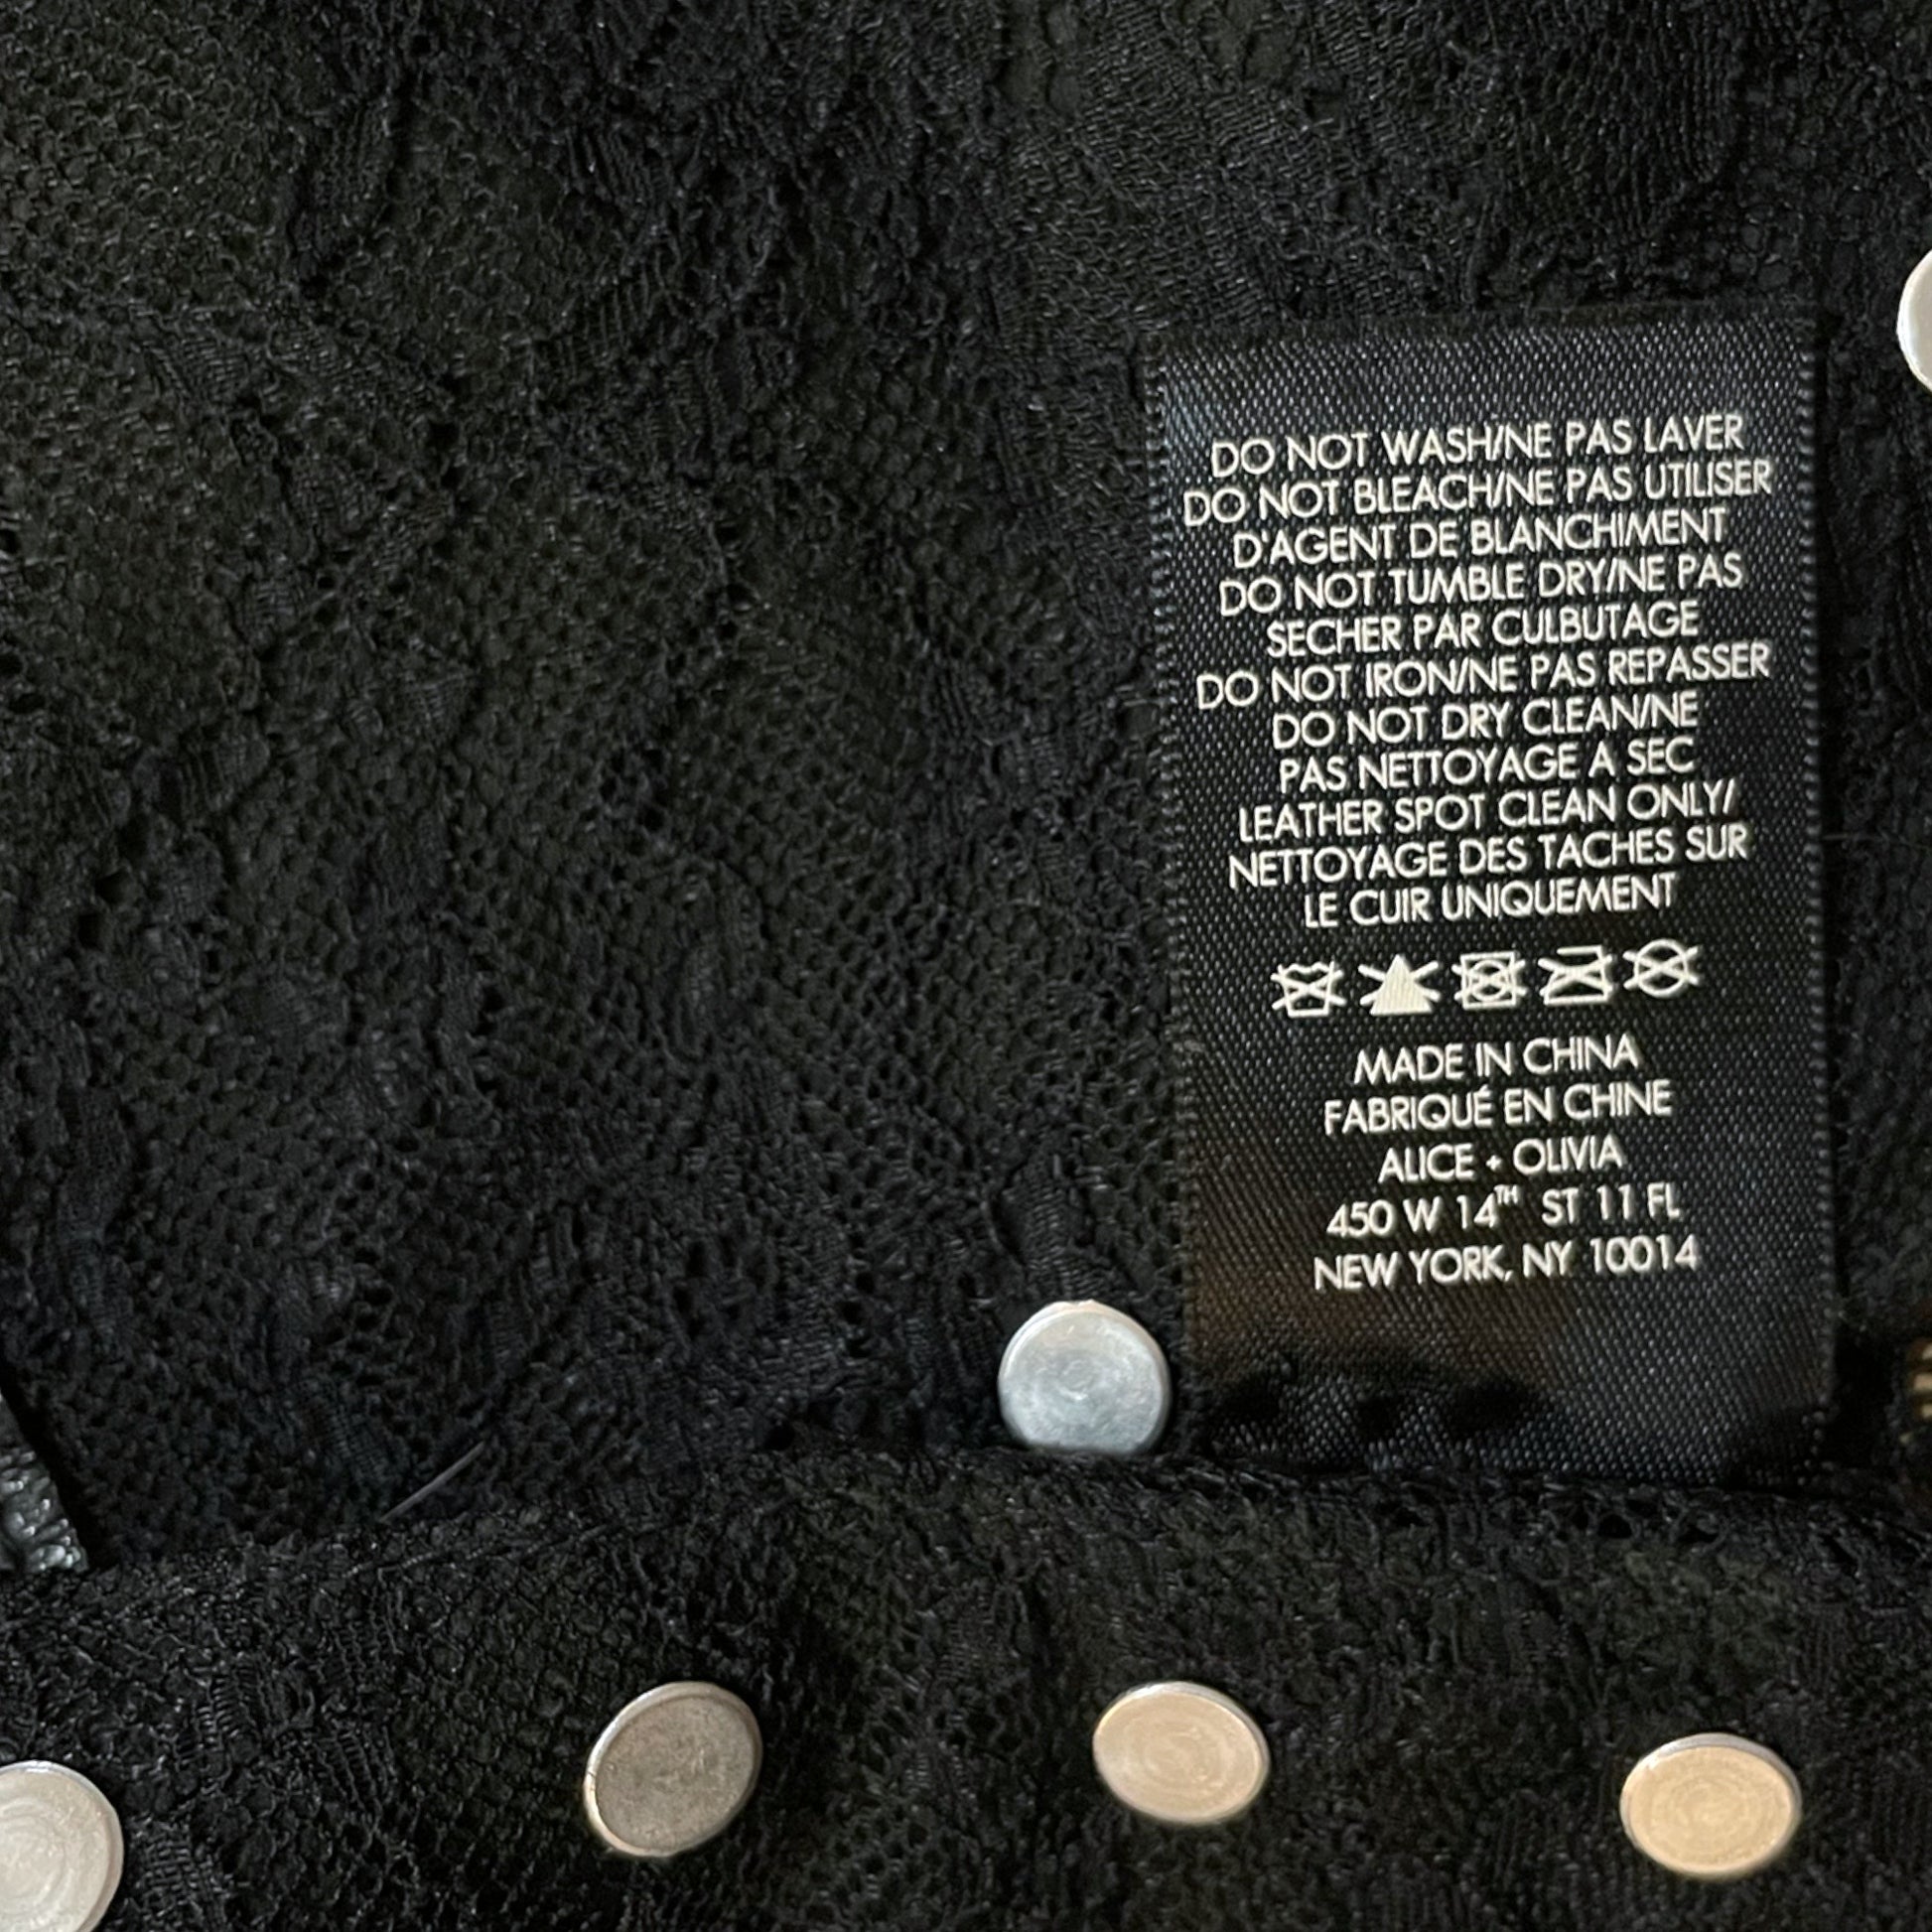 DO NOT WASH/NE PAS LAVER
DO NOT BLEACH/NE PAS UTILISER
D'AGENT DE BLANCHIMENT
DO NOT TUMBLE DRY/NE PAS
SECHER PAR CULBUTAGE
DO NOT IRON/NE PAS REPASSER
DO NOT DRY CLEAN/NE
PAS NETTOYAGE A SEC
LEATHER SPOT CLEAN ONLY/
NETTOYAGE DES TACHES SUR
LE CUIR UNIQUEMENT
MADE IN CHINA
FABRIQUÉ EN CHINE
ALICE + OLIVIA
450 W 14TH ST 11 FL
NEW YORK, NY 10014